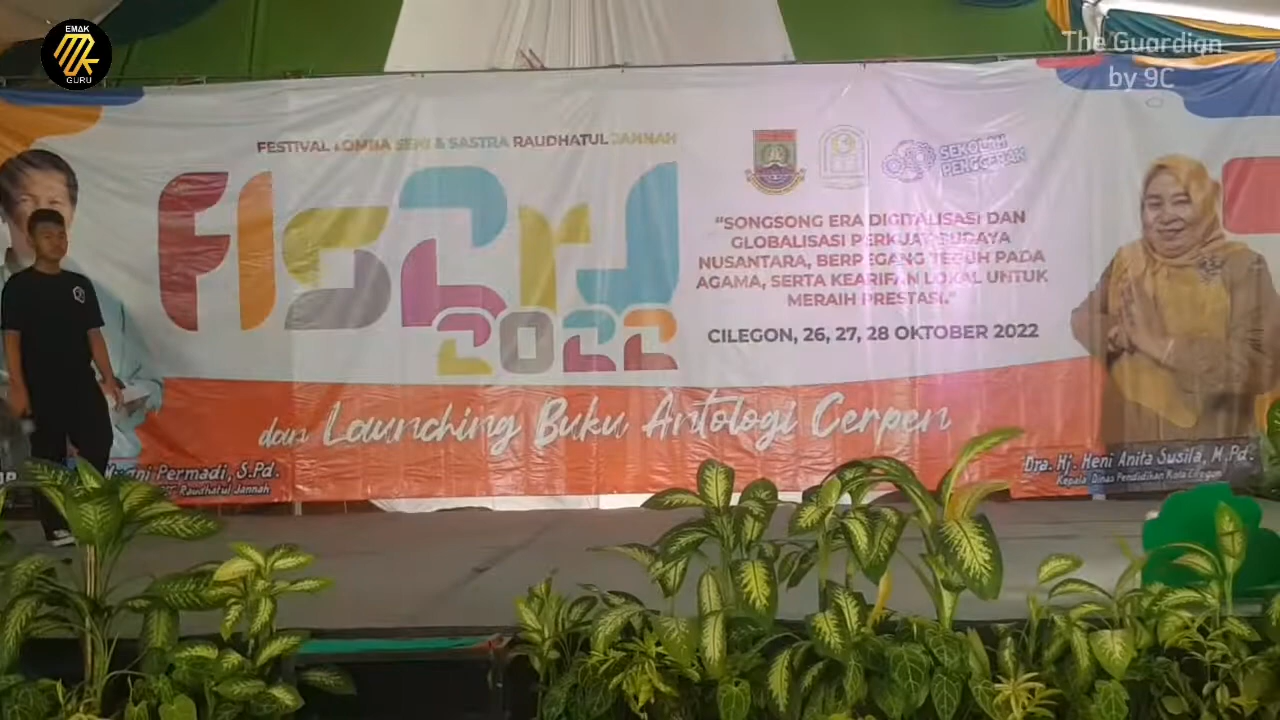 EMAK
GURU
The Guardian
by 9C
FESTIVAL LOMBA SENI & SASTRA RAUDHATUL JANNAH
2022
SEKOLAH
PENGGERAK
“SONGSONG ERA DIGITALISASI DAN
GLOBALISASI PERKUAT BUDAYA
NUSANTARA, BERPEGANG TEGUH PADA
AGAMA, SERTA KEARIFAN LOKAL UNTUK
MERAIH PRESTASI.”
CILEGON, 26, 27, 28 OKTOBER 2022
dan Launching Buku Antologi Cerpen
Permadi, S.Pd.
Raudhatul Jannah
Dra. Hj. Heni Anita Susila, M.Pd.
Kepala Dinas Pendidikan Kota Cilegon